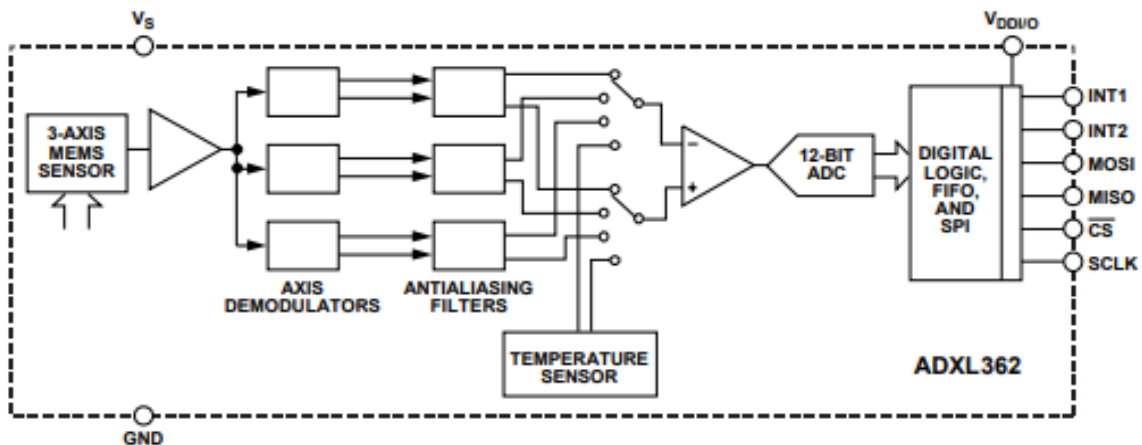 VS
VDDI/O
3-AXIS
MEMS
SENSOR
12-BIT
ADC
DIGITAL
LOGIC,
FIFO,
AND
SPI
INT1
INT2
MOSI
MISO
CS
SCLK
−
+
AXIS
DEMODULATORS
ANTIALIASING
FILTERS
TEMPERATURE
SENSOR
ADXL362
GND